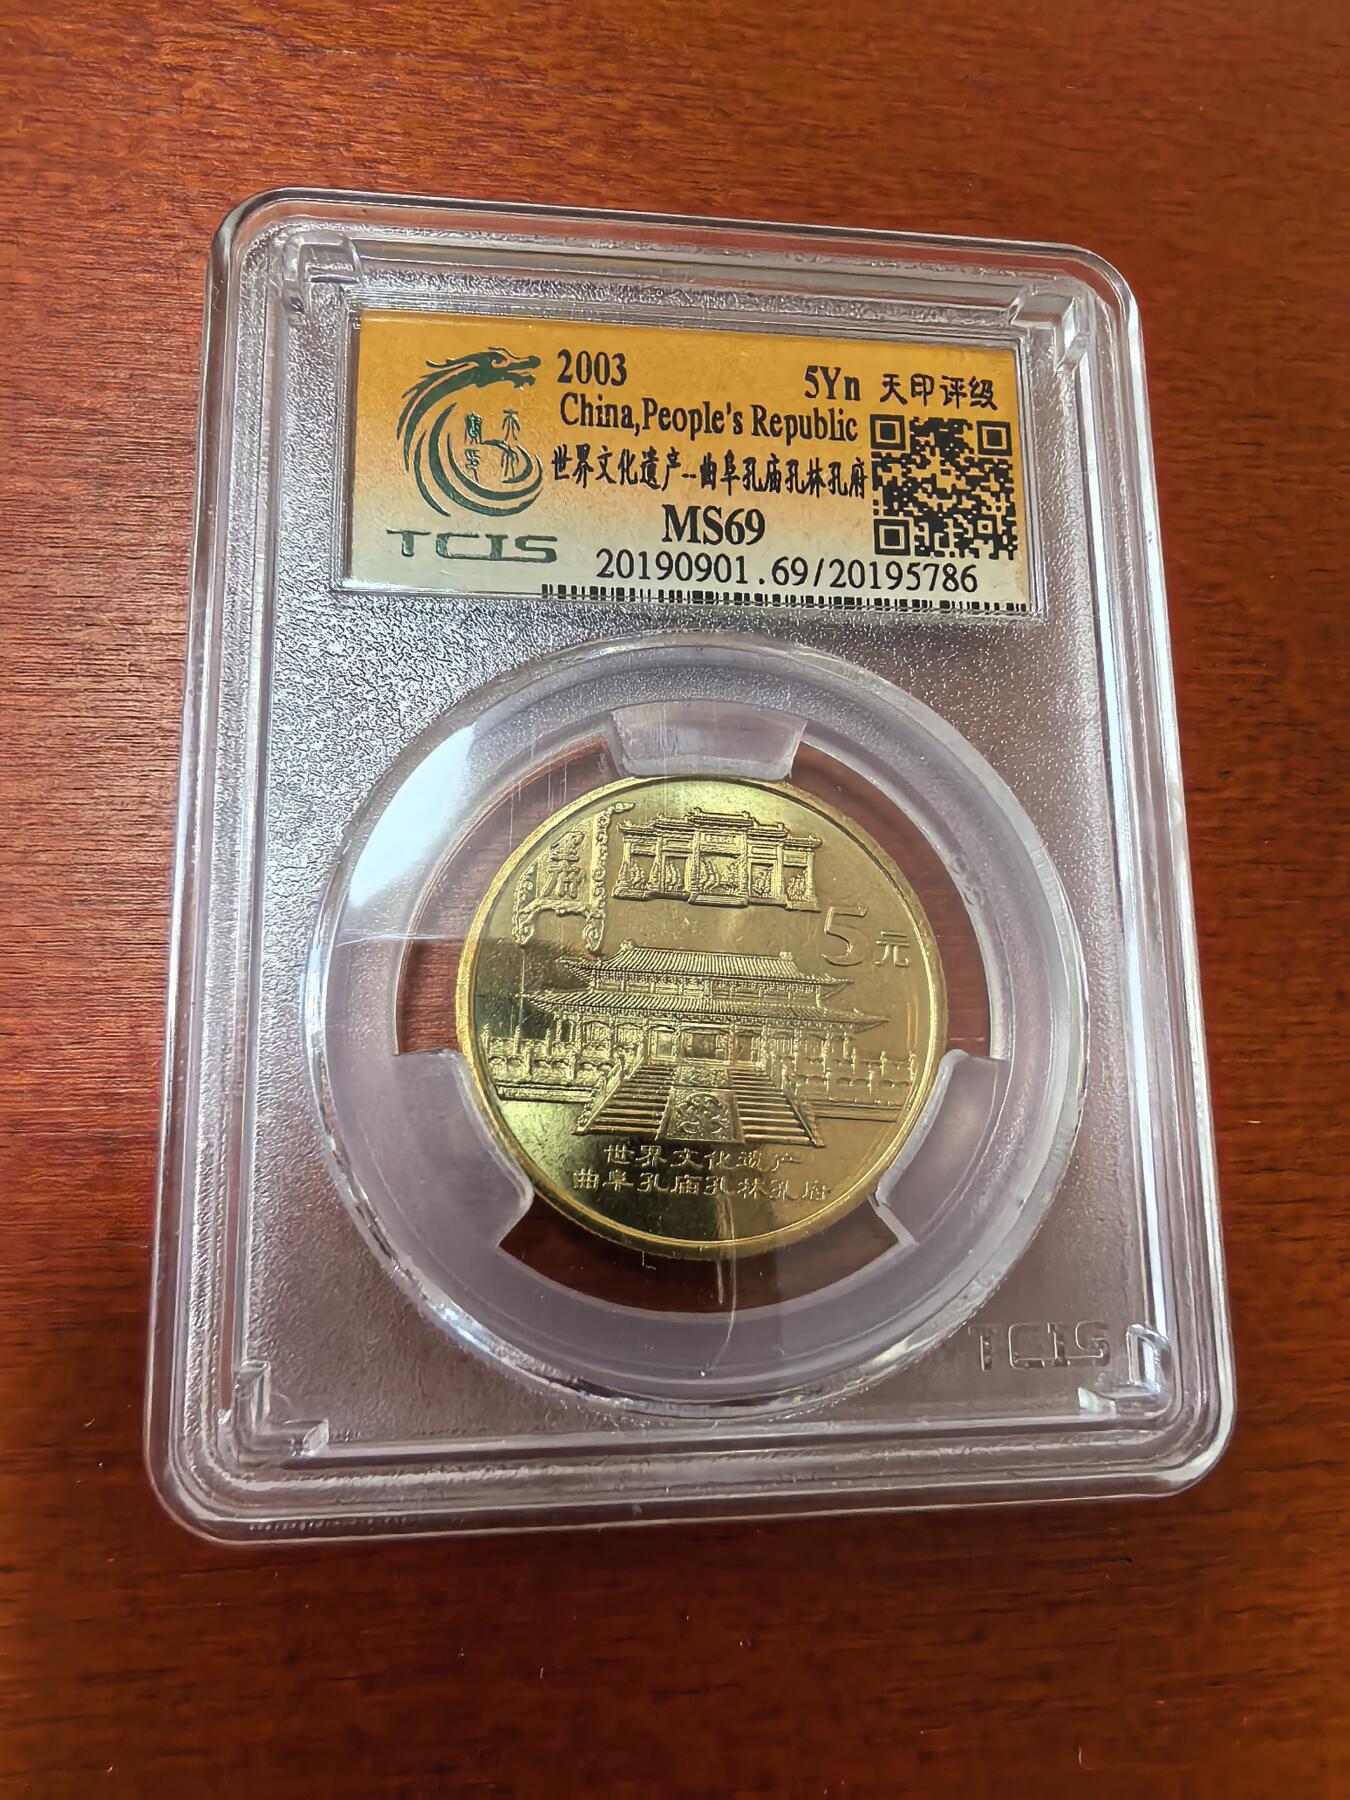 2003
5Yn 天印评级
China,People's Republic
世界文化遗产--曲阜孔庙孔林孔府
MS69
TCIS
20190901.69/20195786
5元
世界文化遗产
曲阜孔庙孔林孔府
TCIS